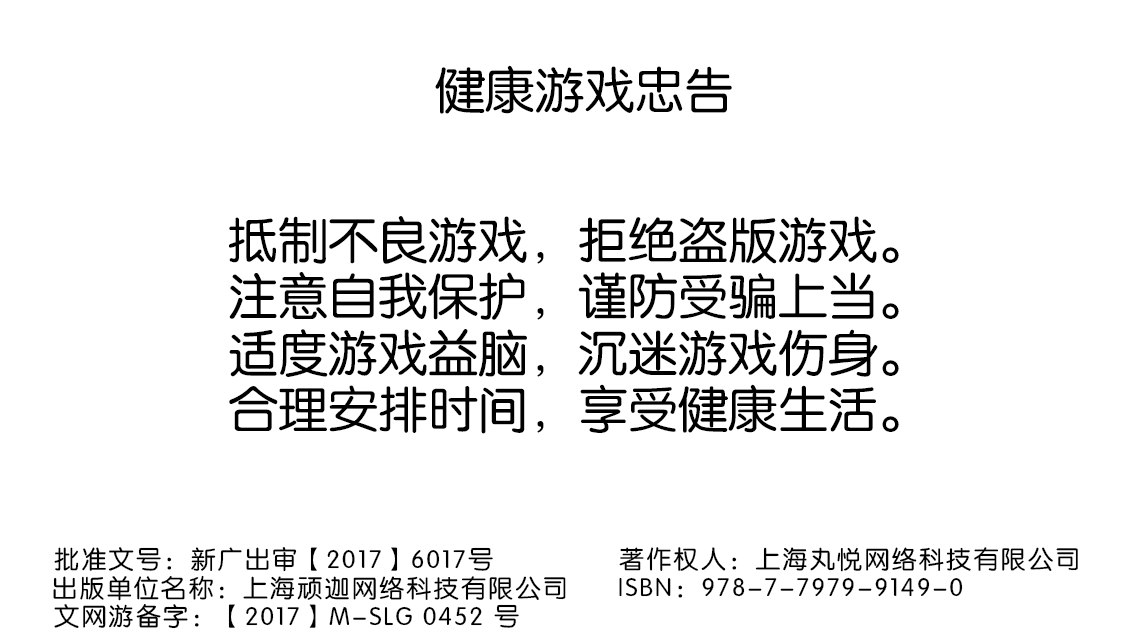 健康游戏忠告
抵制不良游戏，拒绝盗版游戏。
注意自我保护，谨防受骗上当。
适度游戏益脑，沉迷游戏伤身。
合理安排时间，享受健康生活。
批准文号：新广出审【2017】6017号
出版单位名称：上海顽迦网络科技有限公司
文网游备字：【2017】M-SLG 0452 号
著作权人：上海丸悦网络科技有限公司
ISBN：978-7-7979-9149-0